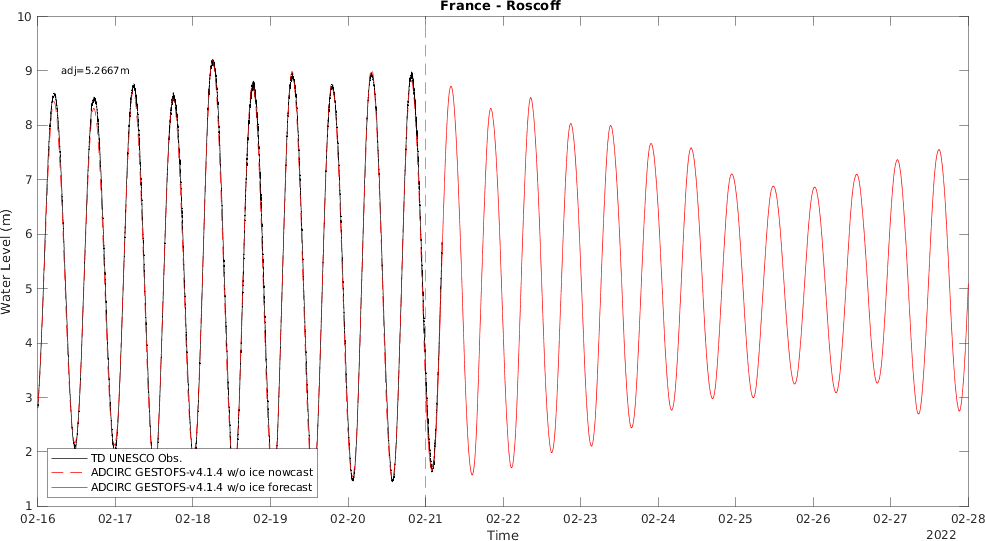 France - Roscoff
10
9
8
7
6
5
4
3
2
1
Water Level (m)
adj=5.2667m
TD UNESCO Obs.
ADCIRC GESTOFS-v4.1.4 w/o ice nowcast
ADCIRC GESTOFS-v4.1.4 w/o ice forecast
02-16 02-17 02-18 02-19 02-20 02-21 02-22 02-23 02-24 02-25 02-26 02-27 02-28
Time
2022